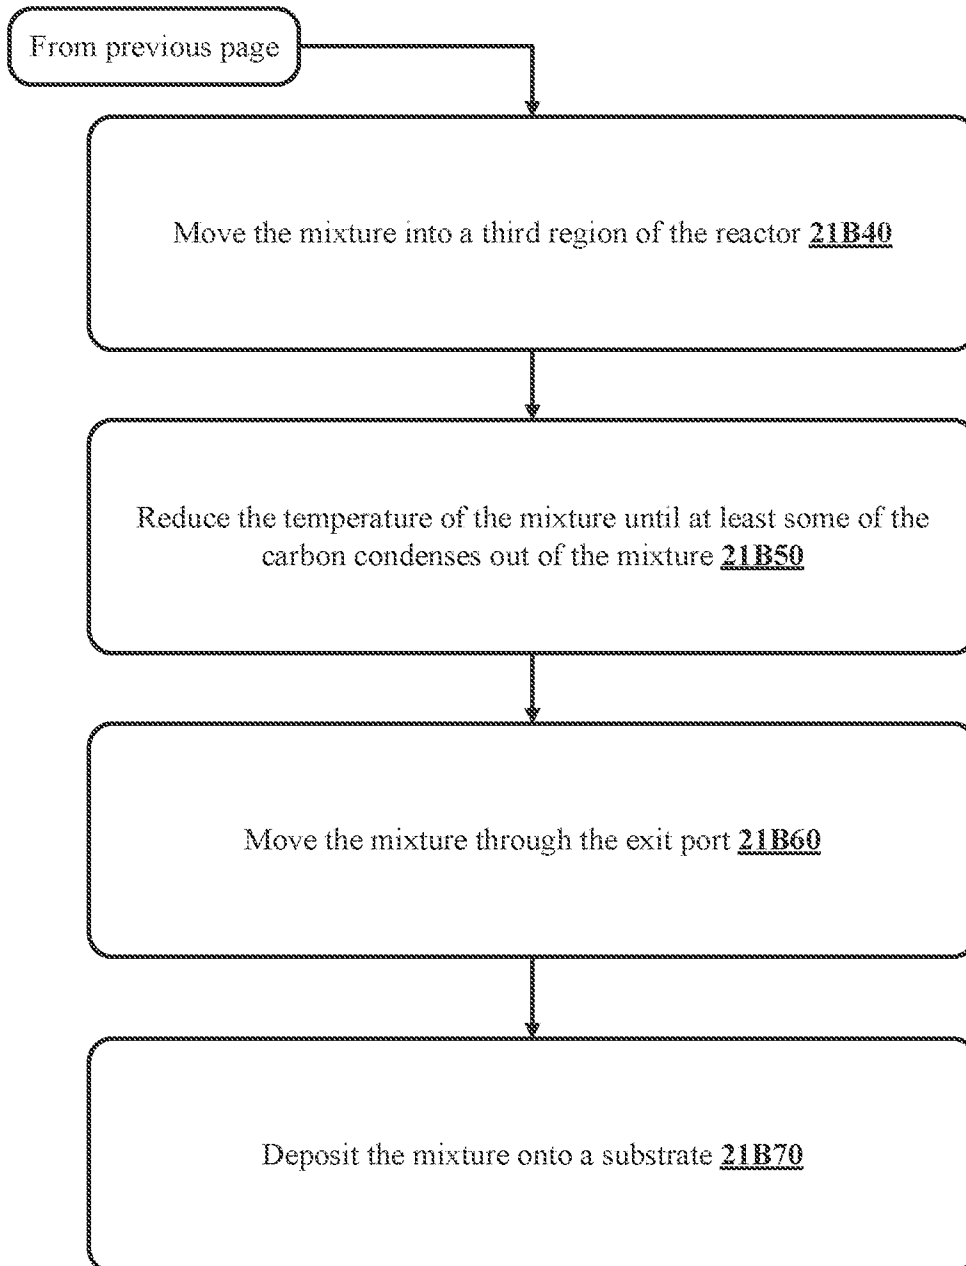 From previous page
Move the mixture into a third region of the reactor 21B40
Reduce the temperature of the mixture until at least some of the
carbon condenses out of the mixture 21B50
Move the mixture through the exit port 21B60
Deposit the mixture onto a substrate 21B70